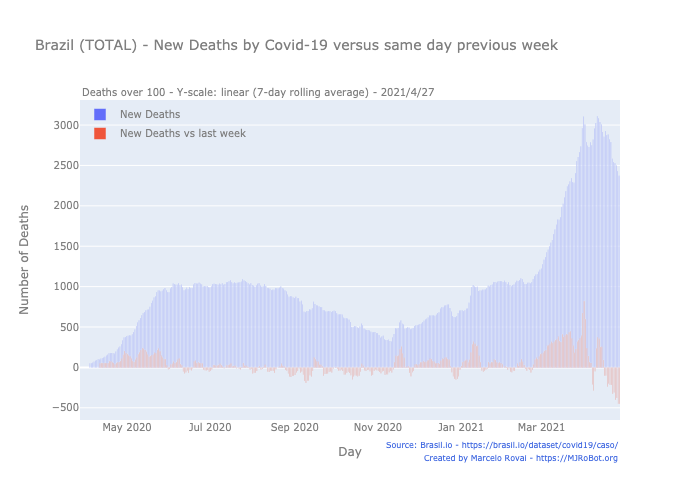 Brazil (TOTAL) - New Deaths by Covid-19 versus same day previous week
Deaths over 100 - Y-scale: linear (7-day rolling average) - 2021/4/27
New Deaths
New Deaths vs last week
3000
2500
2000
1500
1000
500
0
−500
Number of Deaths
May 2020
Jul 2020
Sep 2020
Nov 2020
Jan 2021
Mar 2021
Day
Source: Brasil.io - https://brasil.io/dataset/covid19/caso/
Created by Marcelo Rovai - https://MJRoBot.org